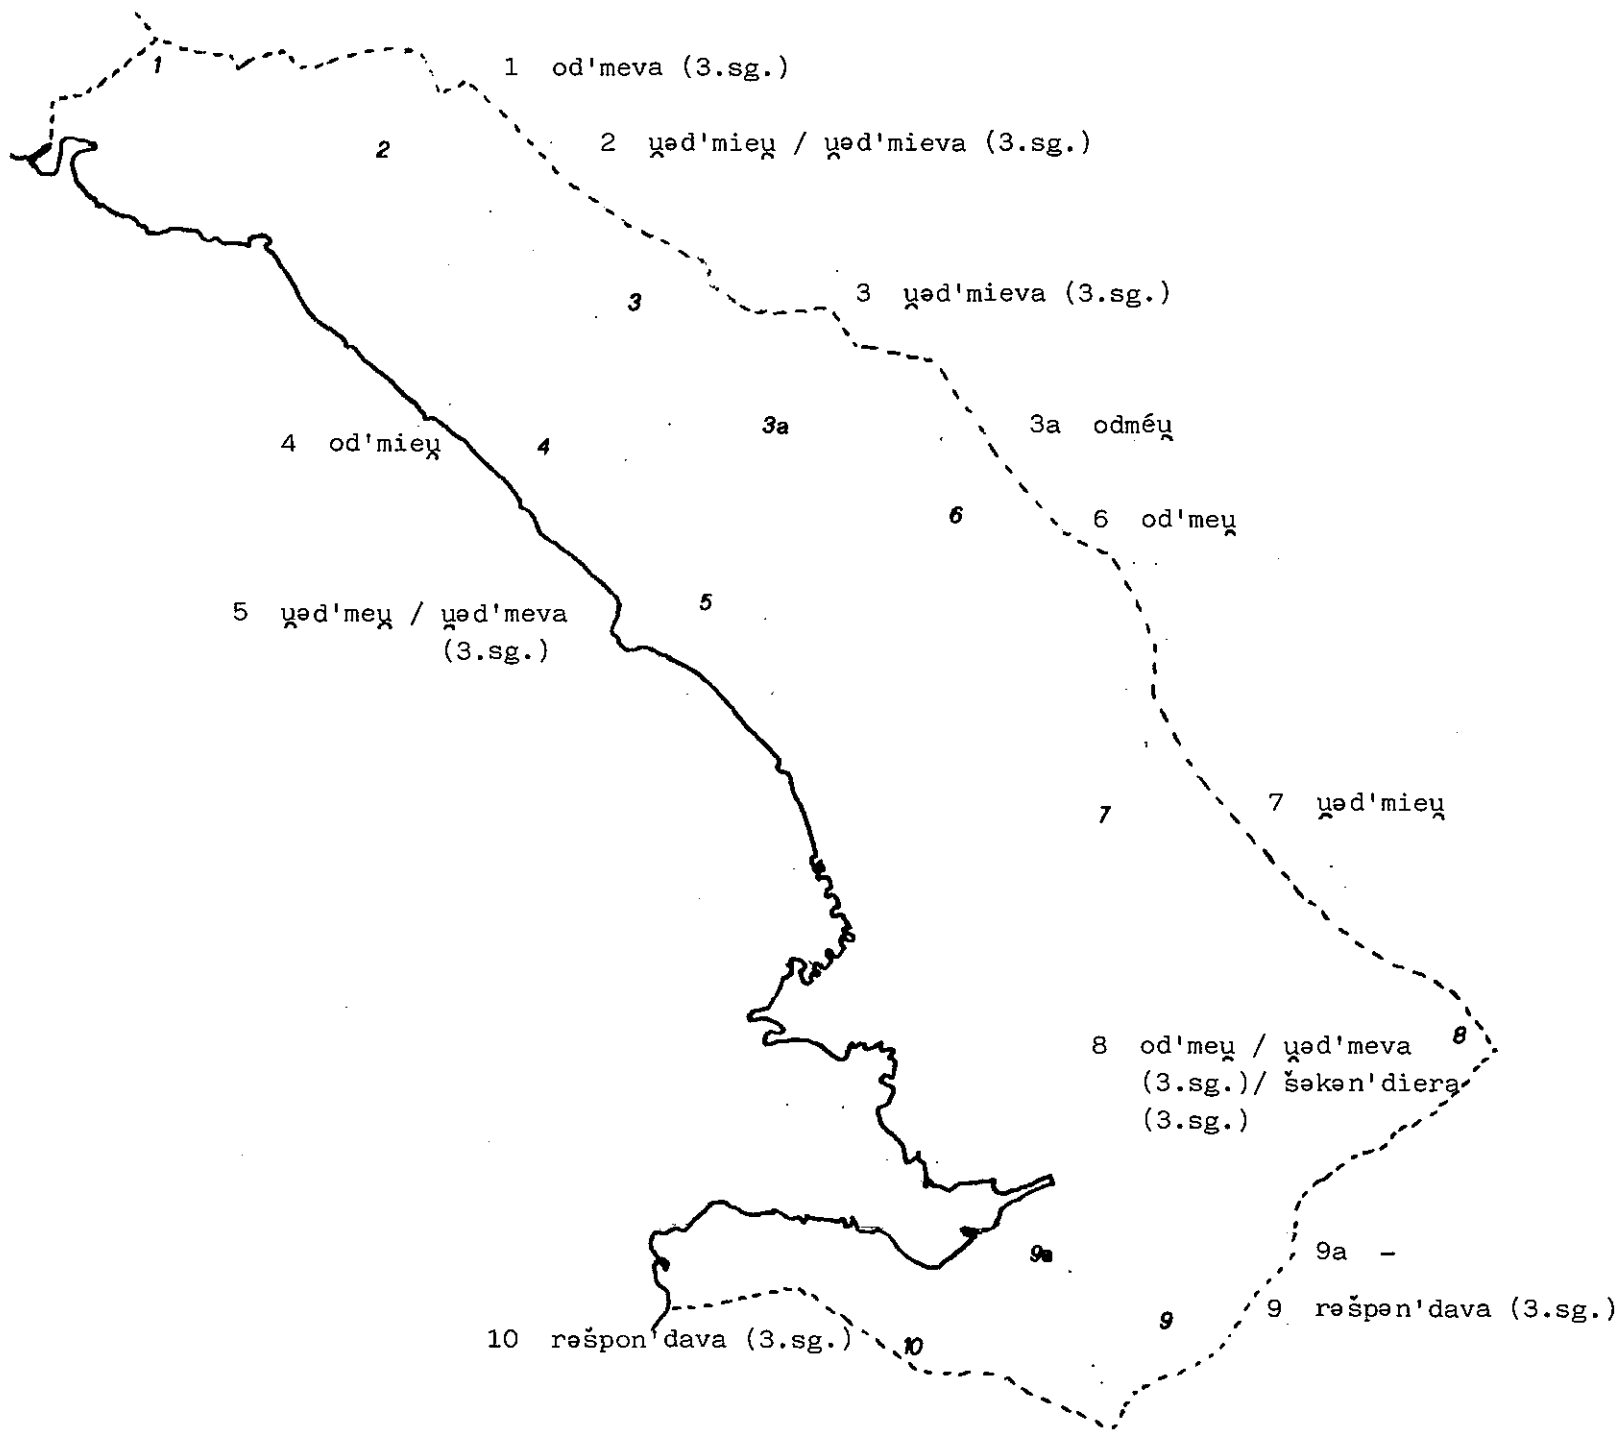 1
1 od'meva (3.sg.)
2
2 u̯əd'mieu̯ / u̯əd'mieva (3.sg.)
3
3 u̯əd'mieva (3.sg.)
3a
3a odméu̯
4 od'mieu̯
4
6
6 od'meu̯
5 u̯əd'meu̯ / u̯əd'meva
(3.sg.)
5
7
7 u̯əd'mieu̯
8
8 od'meu̯ / u̯əd'meva
(3.sg.)/ šəkən'diera
(3.sg.)
9a
9a –
9
9 rəšpən'dava (3.sg.)
10 rəšpon'dava (3.sg.)
10